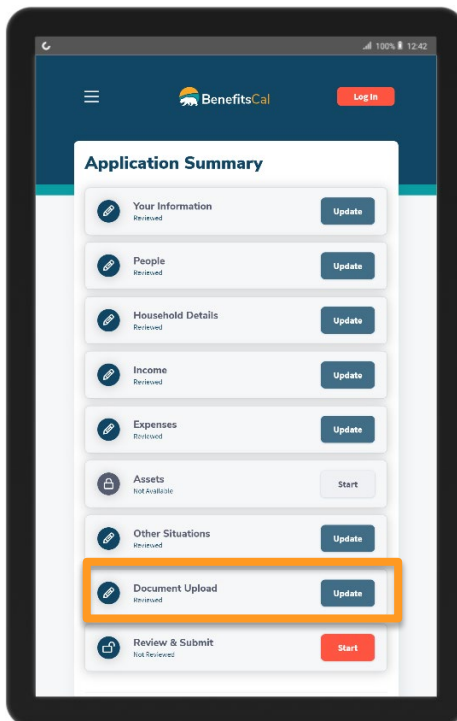 100% 12:42
BenefitsCal
Log In
Application Summary
Your Information
Reviewed
Update
People
Reviewed
Update
Household Details
Reviewed
Update
Income
Reviewed
Update
Expenses
Reviewed
Update
Assets
Not Available
Start
Other Situations
Reviewed
Update
Document Upload
Reviewed
Update
Review & Submit
Not Reviewed
Start